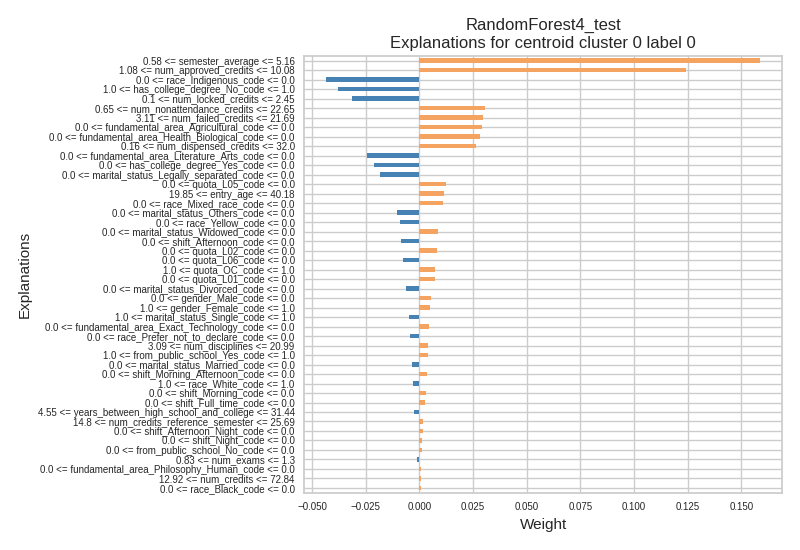 RandomForest4_test
Explanations for centroid cluster 0 label 0
Explanations
0.58 <= semester_average <= 5.16
1.08 <= num_approved_credits <= 10.08
0.0 <= race_Indigenous_code <= 0.0
1.0 <= has_college_degree_No_code <= 1.0
0.1 <= num_locked_credits <= 2.45
0.65 <= num_nonattendance_credits <= 22.65
3.11 <= num_failed_credits <= 21.69
0.0 <= fundamental_area_Agricultural_code <= 0.0
0.0 <= fundamental_area_Health_Biological_code <= 0.0
0.16 <= num_dispensed_credits <= 32.0
0.0 <= fundamental_area_Literature_Arts_code <= 0.0
0.0 <= has_college_degree_Yes_code <= 0.0
0.0 <= marital_status_Legally_separated_code <= 0.0
0.0 <= quota_L05_code <= 0.0
19.85 <= entry_age <= 40.18
0.0 <= race_Mixed_race_code <= 0.0
0.0 <= marital_status_Others_code <= 0.0
0.0 <= race_Yellow_code <= 0.0
0.0 <= marital_status_Widowed_code <= 0.0
0.0 <= shift_Afternoon_code <= 0.0
0.0 <= quota_L02_code <= 0.0
0.0 <= quota_L06_code <= 0.0
1.0 <= quota_OC_code <= 1.0
0.0 <= quota_L01_code <= 0.0
0.0 <= marital_status_Divorced_code <= 0.0
0.0 <= gender_Male_code <= 0.0
1.0 <= gender_Female_code <= 1.0
1.0 <= marital_status_Single_code <= 1.0
0.0 <= fundamental_area_Exact_Technology_code <= 0.0
0.0 <= race_Prefer_not_to_declare_code <= 0.0
3.09 <= num_disciplines <= 20.99
1.0 <= from_public_school_Yes_code <= 1.0
0.0 <= marital_status_Married_code <= 0.0
0.0 <= shift_Morning_Afternoon_code <= 0.0
1.0 <= race_White_code <= 1.0
0.0 <= shift_Morning_code <= 0.0
0.0 <= shift_Full_time_code <= 0.0
4.55 <= years_between_high_school_and_college <= 31.44
14.8 <= num_credits_reference_semester <= 25.69
0.0 <= shift_Afternoon_Night_code <= 0.0
0.0 <= shift_Night_code <= 0.0
0.0 <= from_public_school_No_code <= 0.0
0.83 <= num_exams <= 1.3
0.0 <= fundamental_area_Philosophy_Human_code <= 0.0
12.92 <= num_credits <= 72.84
0.0 <= race_Black_code <= 0.0
−0.050 −0.025 0.000 0.025 0.050 0.075 0.100 0.125 0.150
Weight